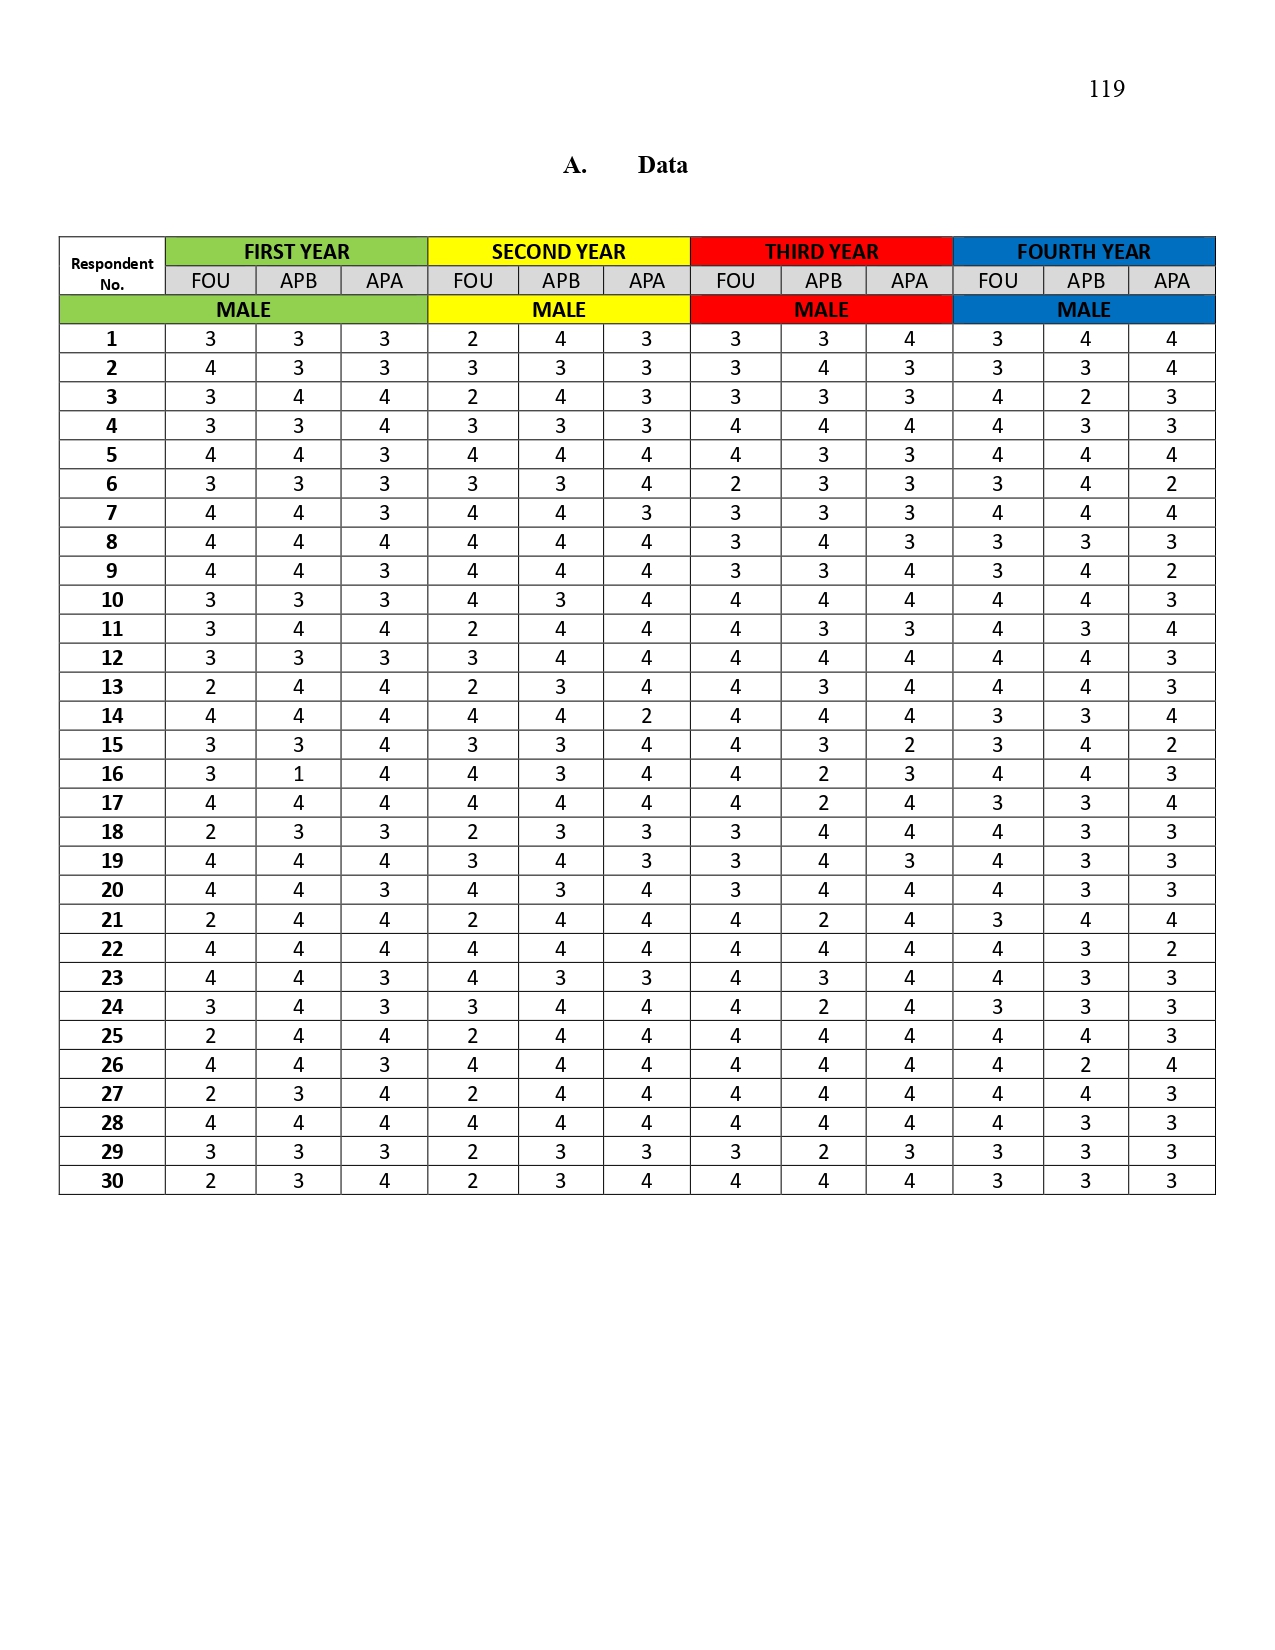 119
A. Data
Respondent No. FIRST YEAR SECOND YEAR THIRD YEAR FOURTH YEAR
FOU APB APA FOU APB APA FOU APB APA FOU APB APA
MALE MALE MALE MALE
1 3 3 3 2 4 3 3 3 4 3 4 4
2 4 3 3 3 3 3 3 4 3 3 3 4
3 3 4 4 2 4 3 3 3 3 4 2 3
4 3 3 4 3 3 3 4 4 4 4 3 3
5 4 4 3 4 4 4 4 3 3 4 4 4
6 3 3 3 3 3 4 2 3 3 3 4 2
7 4 4 3 4 4 3 3 3 3 4 4 4
8 4 4 4 4 4 4 3 4 3 3 3 3
9 4 4 3 4 4 4 3 3 4 3 4 2
10 3 3 3 4 3 4 4 4 4 4 4 3
11 3 4 4 2 4 4 4 3 3 4 3 4
12 3 3 3 3 4 4 4 4 4 4 4 3
13 2 4 4 2 3 4 4 3 4 4 4 3
14 4 4 4 4 4 2 4 4 4 3 3 4
15 3 3 4 3 3 4 4 3 2 3 4 2
16 3 1 4 4 3 4 4 2 3 4 4 3
17 4 4 4 4 4 4 4 2 4 3 3 4
18 2 3 3 2 3 3 3 4 4 4 3 3
19 4 4 4 3 4 3 3 4 3 4 3 3
20 4 4 3 4 3 4 3 4 4 4 3 3
21 2 4 4 2 4 4 4 2 4 3 4 4
22 4 4 4 4 4 4 4 4 4 4 3 2
23 4 4 3 4 3 3 4 3 4 4 3 3
24 3 4 3 3 4 4 4 2 4 3 3 3
25 2 4 4 2 4 4 4 4 4 4 4 3
26 4 4 3 4 4 4 4 4 4 4 2 4
27 2 3 4 2 4 4 4 4 4 4 4 3
28 4 4 4 4 4 4 4 4 4 4 3 3
29 3 3 3 2 3 3 3 2 3 3 3 3
30 2 3 4 2 3 4 4 4 4 3 3 3